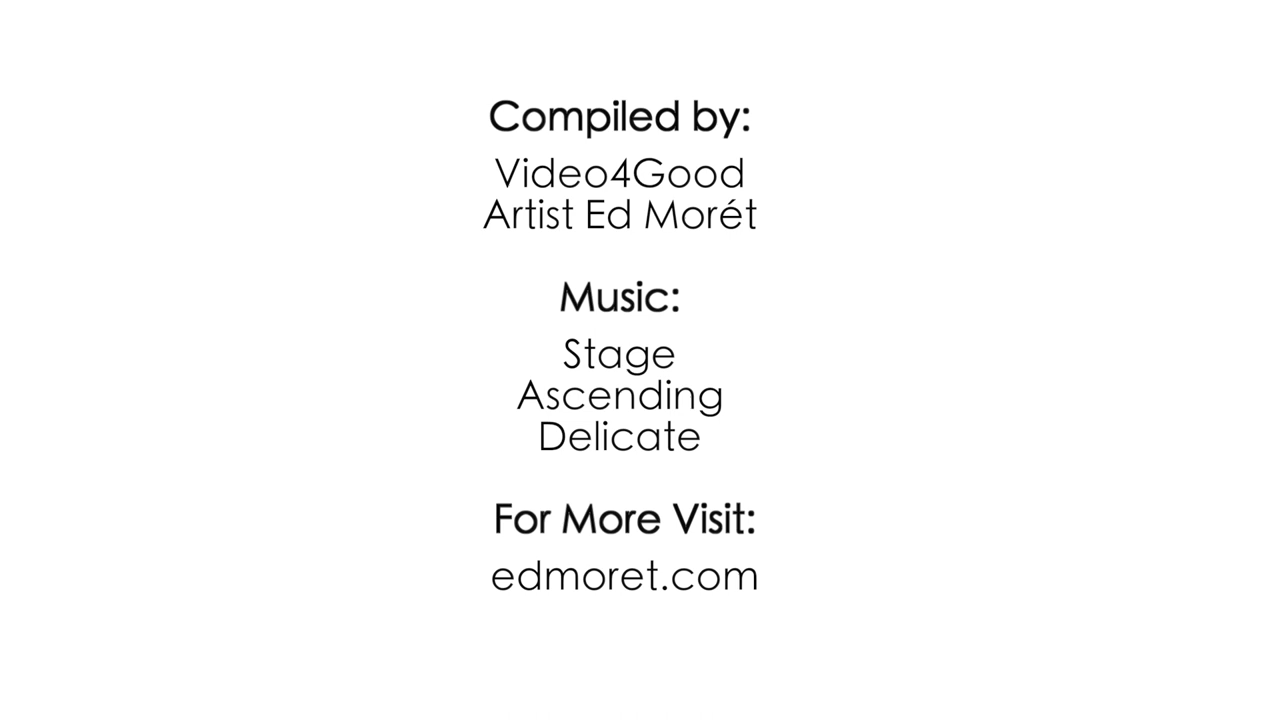 Compiled by:
Video4Good
Artist Ed Morét
Music:
Stage
Ascending
Delicate
For More Visit:
edmoret.com